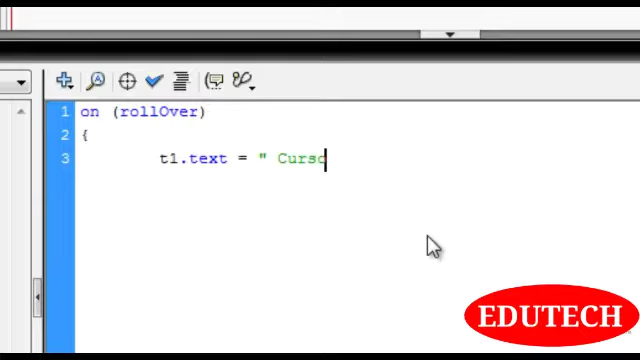 1 on (rollOver)
2 {
3 t1.text = " Curso
EDUTECH